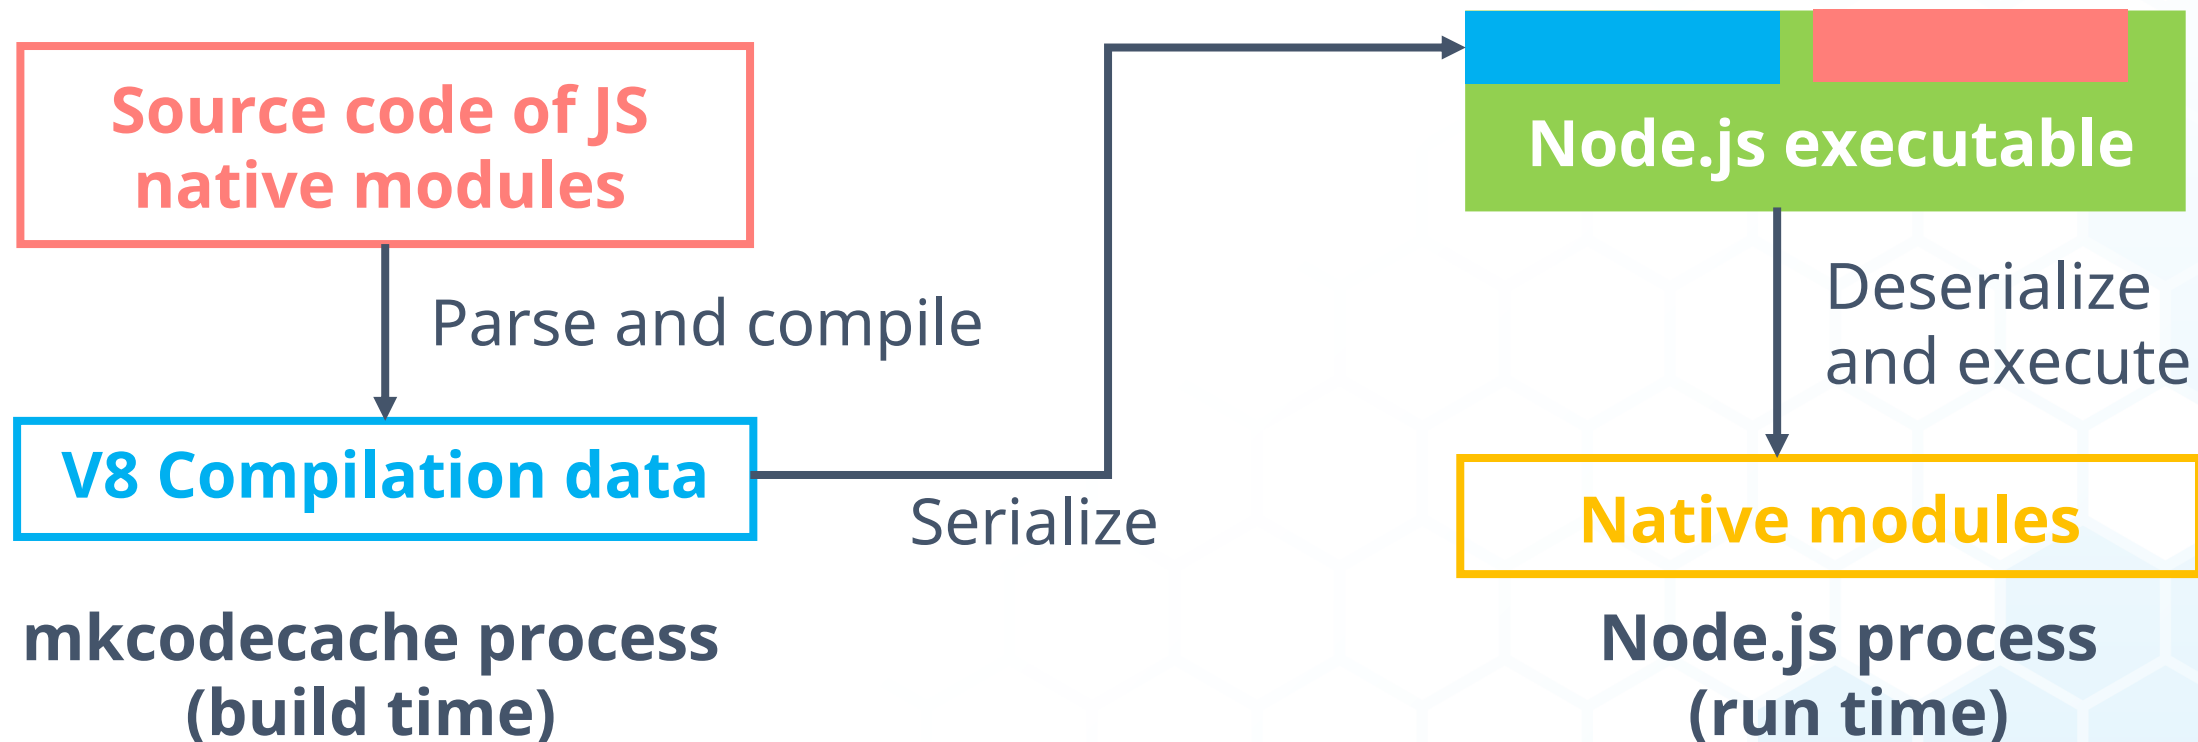 Source code of JS
native modules
Parse and compile
V8 Compilation data
Serialize
mkcodecache process
(build time)
Node.js executable
Deserialize
and execute
Native modules
Node.js process
(run time)